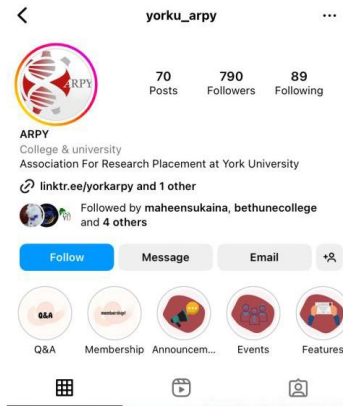 yorku_arpy
ARPY
70 790 89
Posts Followers Following
ARPY
College & university
Association For Research Placement at York University
linktr.ee/yorkarpy and 1 other
Followed by maheensukaina, bethunecollege
and 4 others
Follow Message Email
Q&A membership!
Q&A Membership Announcem... Events Features